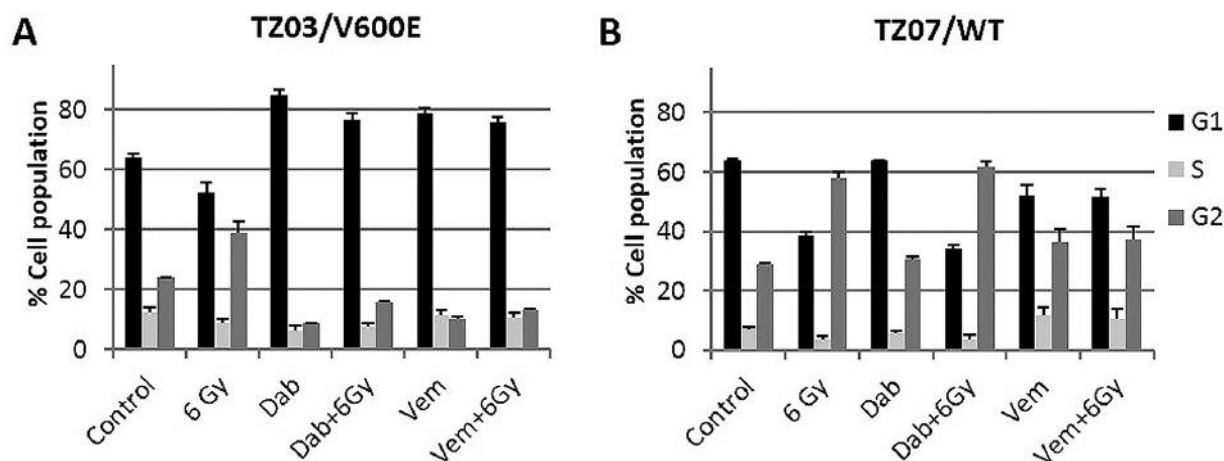 A
TZ03/V600E
% Cell population
80
60
40
20
0
Control
6 Gy
Dab
Dab+6Gy
Vem
Vem+6Gy
B
TZ07/WT
% Cell population
80
60
40
20
0
Control
6 Gy
Dab
Dab+6Gy
Vem
Vem+6Gy
G1
S
G2